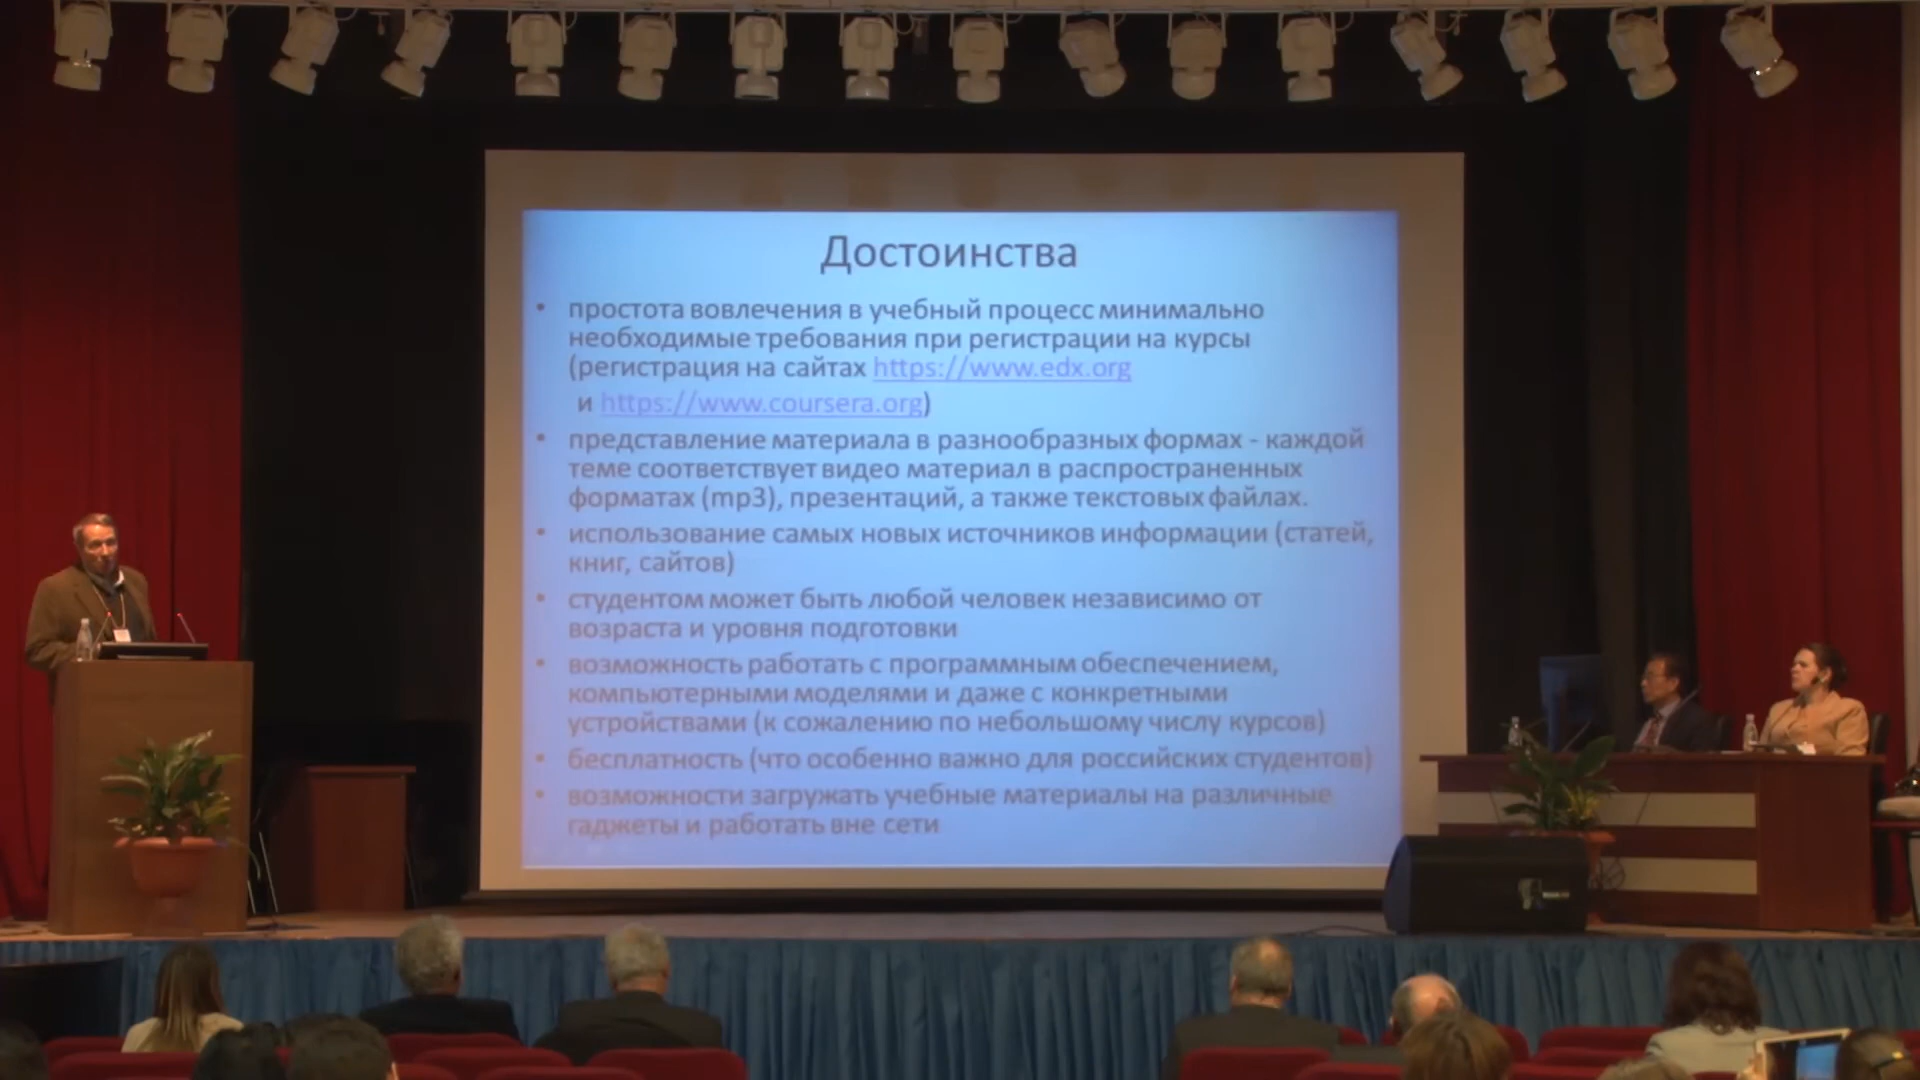 Достоинства
• простота вовлечения в учебный процесс минимально
необходимые требования при регистрации на курсы
(регистрация на сайтах https://www.edx.org
и https://www.coursera.org)
• представление материала в разнообразных формах - каждой
теме соответствует видео материал в распространенных
форматах (mp3), презентаций, а также текстовых файлах.
• использование самых новых источников информации (статей,
книг, сайтов)
• студентом может быть любой человек независимо от
возраста и уровня подготовки
• возможность работать с программным обеспечением,
компьютерными моделями и даже с конкретными
устройствами (к сожалению по небольшому числу курсов)
• бесплатность (что особенно важно для российских студентов)
• возможности загружать учебные материалы на различные
гаджеты и работать вне сети